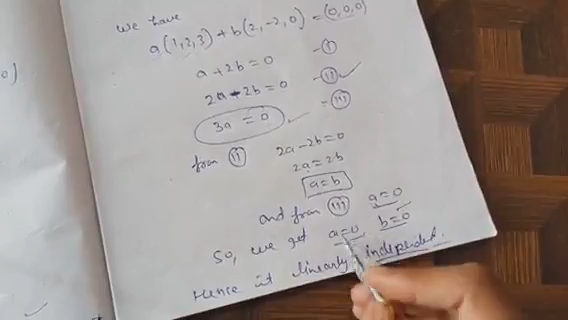 we have
a(1,2,3) + b(2,-2,0) = (0,0,0)
a + 2b = 0 - (i)
2a - 2b = 0 - (ii) ✓
3a = 0 ✓ - (iii)
from (ii) 2a - 2b = 0
2a = 2b
a = b
and from (iii) a = 0
So, we get a = 0, b = 0 ✓
Hence it linearly independent.